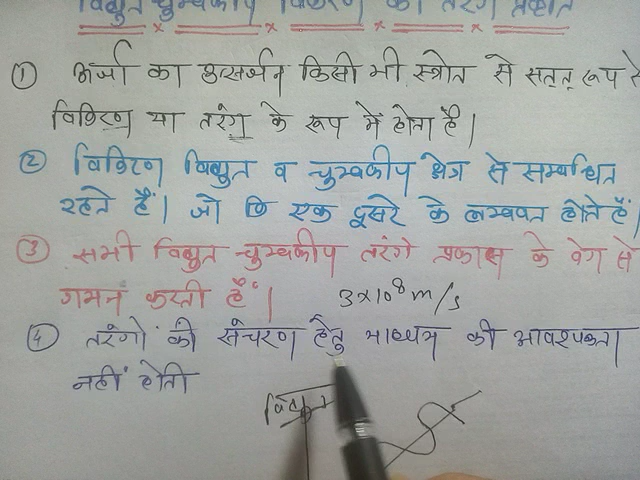 विद्युत चुम्बकीय विकिरण की तरंग प्रकृति
① ऊर्जा का उत्सर्जन किसी भी स्त्रोत से सतत् रूप से
विकिरण या तरंग के रूप में होता है।
② विकिरण विद्युत व चुम्बकीय क्षेत्र से सम्बन्धित
रहते हैं। जो कि एक दूसरे के लम्बवत होते हैं।
③ सभी विद्युत चुम्बकीय तरंगे प्रकाश के वेग से
गमन करती हैं।
3×10⁸ m/s
④ तरंगों की संचरण हेतु माध्यम की आवश्यकता
नहीं होती
विद्युत